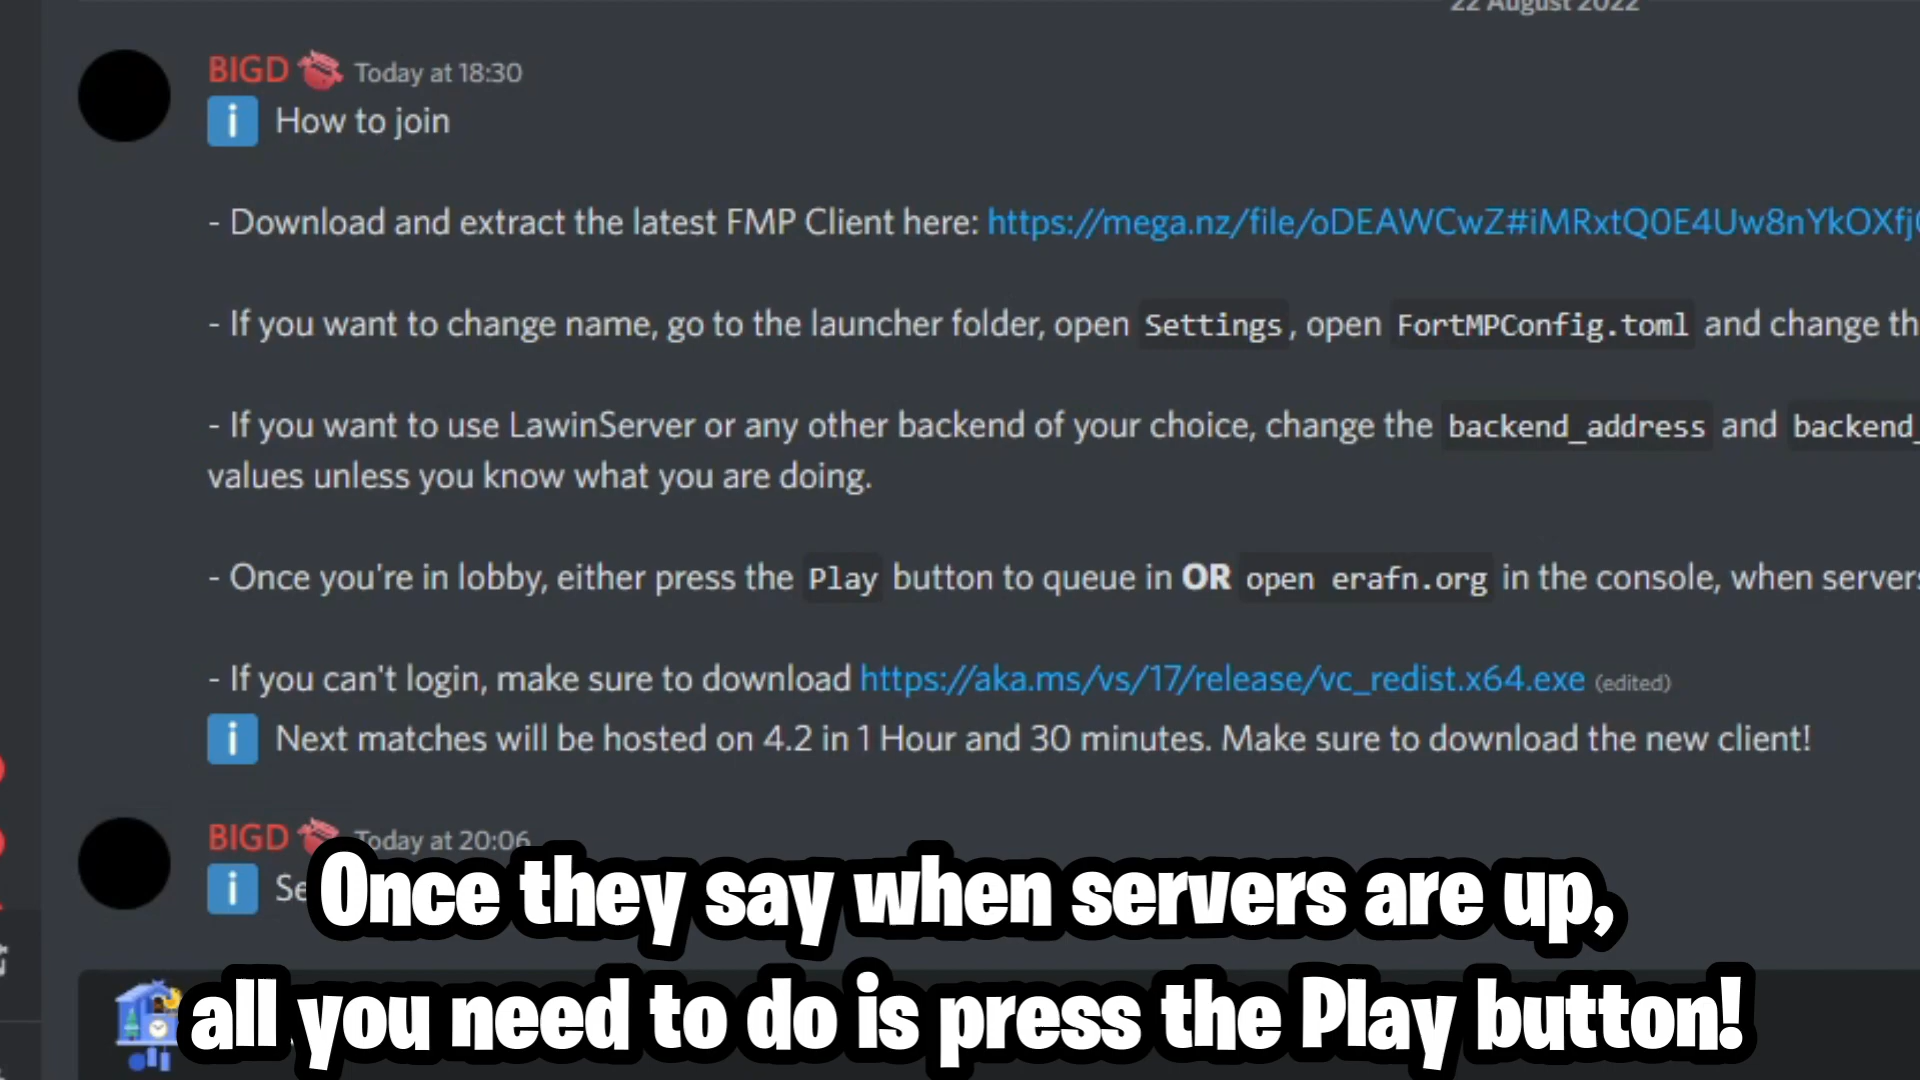 22 August 2022
BIGD Today at 18:30
How to join
- Download and extract the latest FMP Client here: https://mega.nz/file/oDEAWCwZ#iMRxtQ0E4Uw8nYkOXfj
- If you want to change name, go to the launcher folder, open Settings, open FortMPConfig.toml and change th
- If you want to use LawinServer or any other backend of your choice, change the backend_address and backend_
values unless you know what you are doing.
- Once you're in lobby, either press the Play button to queue in OR open erafn.org in the console, when servers
- If you can't login, make sure to download https://aka.ms/vs/17/release/vc_redist.x64.exe (edited)
Next matches will be hosted on 4.2 in 1 Hour and 30 minutes. Make sure to download the new client!
BIGD Today at 20:06
Se
Once they say when servers are up,
all you need to do is press the Play button!